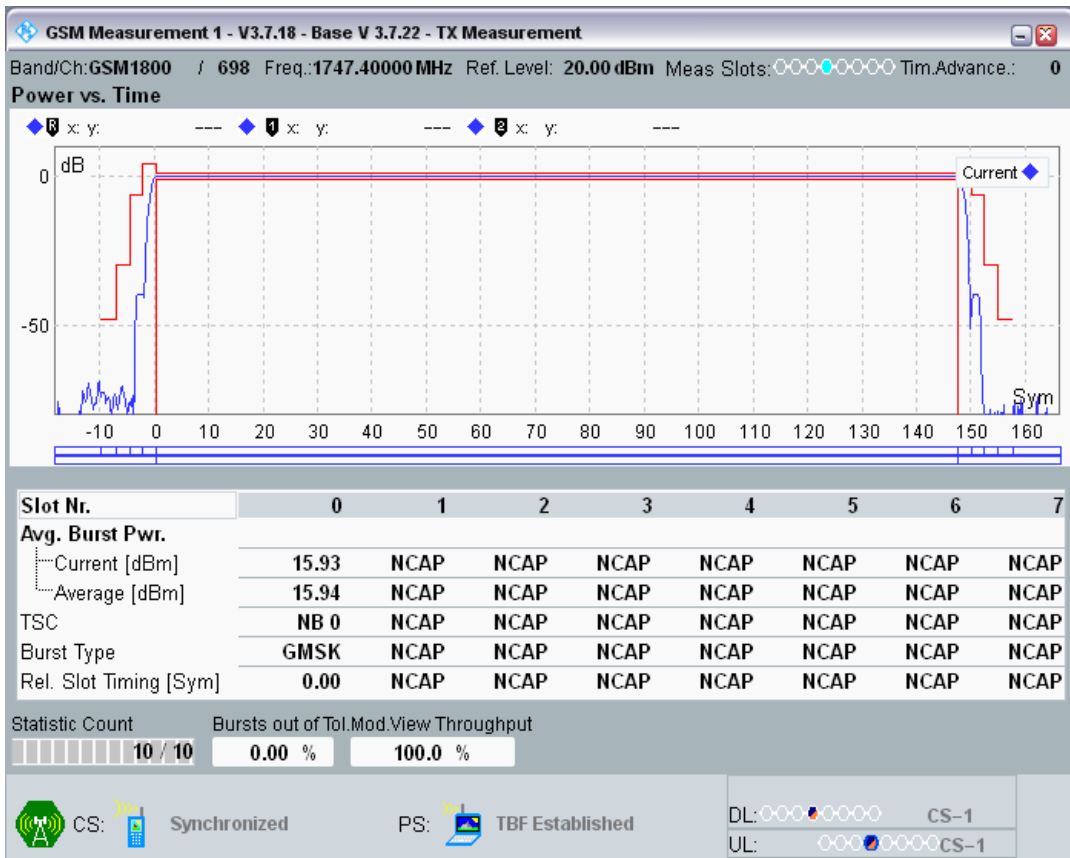 GSM Measurement 1 - V3.7.18 - Base V 3.7.22 - TX Measurement
Band/Ch:GSM1800 / 698 Freq.:1747.40000 MHz Ref. Level: 20.00 dBm Meas Slots: Tim.Advance.: 0
Power vs. Time
R x: y: --- 1 x: y: --- 2 x: y: ---
dB
Current
0
-50
Sym
-10 0 10 20 30 40 50 60 70 80 90 100 110 120 130 140 150 160
Slot Nr. 0 1 2 3 4 5 6 7
Avg. Burst Pwr.
Current [dBm] 15.93 NCAP NCAP NCAP NCAP NCAP NCAP NCAP
Average [dBm] 15.94 NCAP NCAP NCAP NCAP NCAP NCAP NCAP
TSC NB 0 NCAP NCAP NCAP NCAP NCAP NCAP NCAP
Burst Type GMSK NCAP NCAP NCAP NCAP NCAP NCAP NCAP
Rel. Slot Timing [Sym] 0.00 NCAP NCAP NCAP NCAP NCAP NCAP NCAP
Statistic Count Bursts out of Tol.Mod.View Throughput
10 / 10 0.00 % 100.0 %
CS: Synchronized PS: TBF Established
DL: CS-1
UL: CS-1